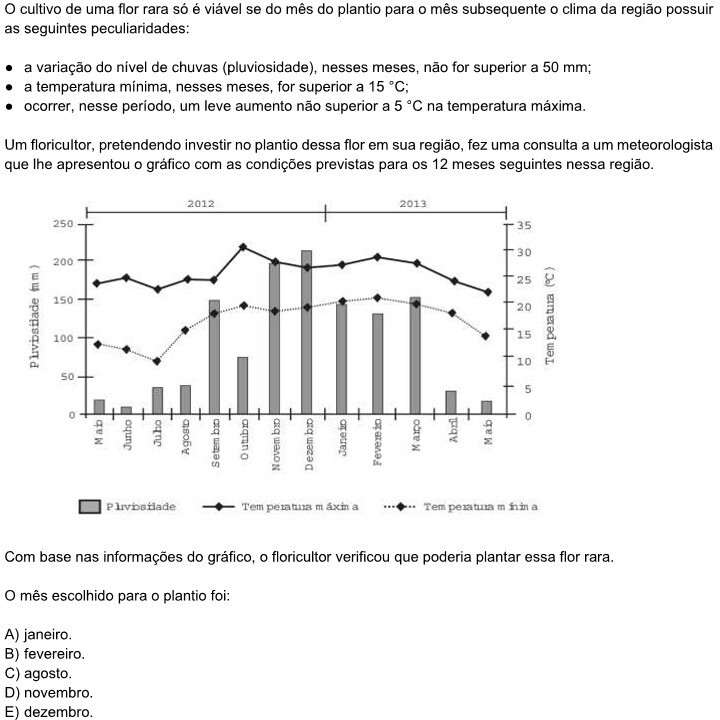 O cultivo de uma flor rara só é viável se do mês do plantio para o mês subsequente o clima da região possuir
as seguintes peculiaridades:
● a variação do nível de chuvas (pluviosidade), nesses meses, não for superior a 50 mm;
● a temperatura mínima, nesses meses, for superior a 15 °C;
● ocorrer, nesse período, um leve aumento não superior a 5 °C na temperatura máxima.
Um floricultor, pretendendo investir no plantio dessa flor em sua região, fez uma consulta a um meteorologista
que lhe apresentou o gráfico com as condições previstas para os 12 meses seguintes nessa região.
2012 2013
Pluviosidade (mm)
250
200
150
100
50
0
35
30
25
20
15
10
5
0
Temperatura (ºC)
Maio
Junho
Julho
Agosto
Setembro
Outubro
Novembro
Dezembro
Janeiro
Fevereiro
Março
Abril
Maio
Pluviosidade Temperatura máxima Temperatura mínima
Com base nas informações do gráfico, o floricultor verificou que poderia plantar essa flor rara.
O mês escolhido para o plantio foi:
A) janeiro.
B) fevereiro.
C) agosto.
D) novembro.
E) dezembro.